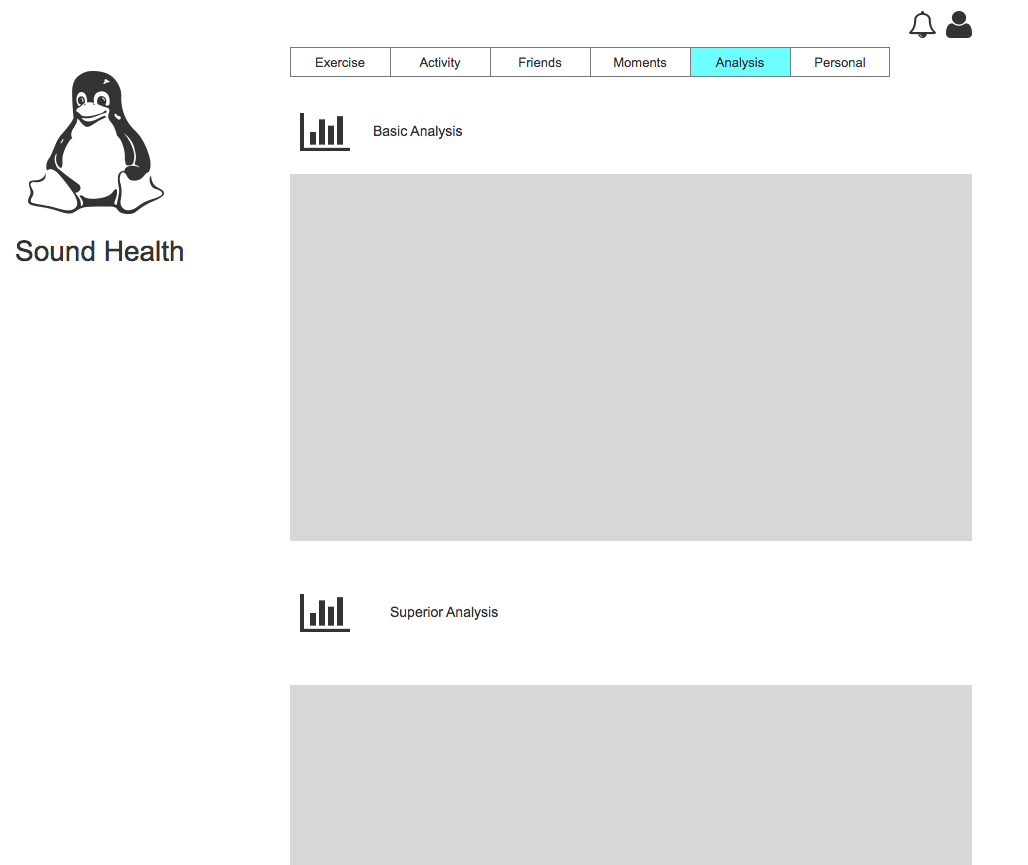 Exercise
Activity
Friends
Moments
Analysis
Personal
Basic Analysis
Sound Health
Superior Analysis